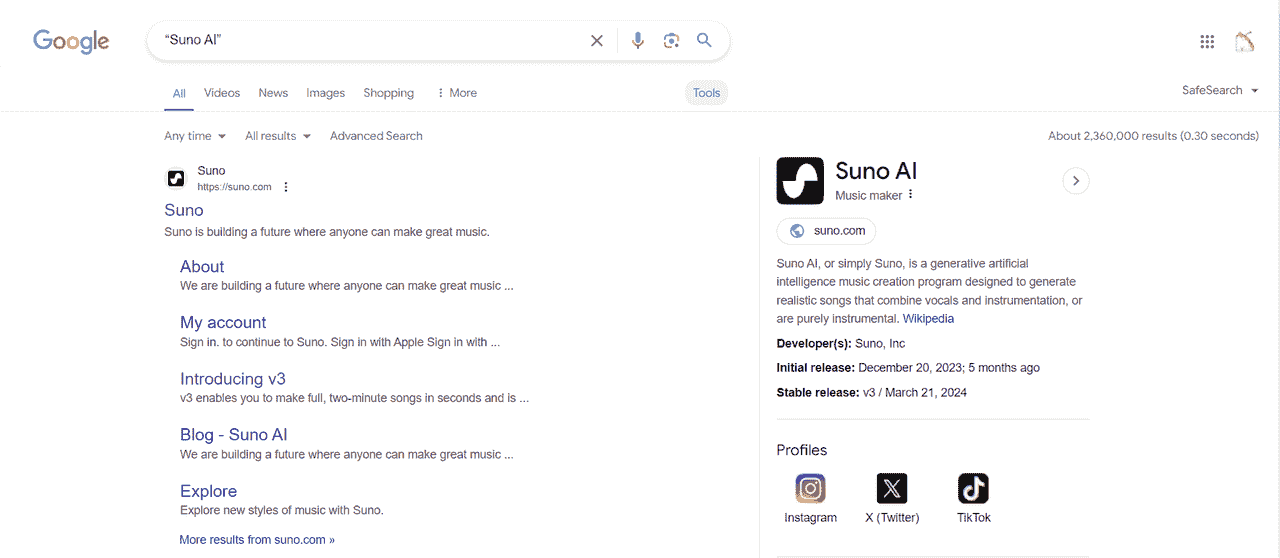 Google
“Suno AI”
All Videos News Images Shopping More Tools
SafeSearch
Any time All results Advanced Search
About 2,360,000 results (0.30 seconds)
Suno
https://suno.com
Suno
Suno is building a future where anyone can make great music.
About
We are building a future where anyone can make great music ...
My account
Sign in. to continue to Suno. Sign in with Apple Sign in with ...
Introducing v3
v3 enables you to make full, two-minute songs in seconds and is ...
Blog - Suno AI
We are building a future where anyone can make great music ...
Explore
Explore new styles of music with Suno.
More results from suno.com »
Suno AI
Music maker
suno.com
Suno AI, or simply Suno, is a generative artificial
intelligence music creation program designed to generate
realistic songs that combine vocals and instrumentation, or
are purely instrumental. Wikipedia
Developer(s): Suno, Inc
Initial release: December 20, 2023; 5 months ago
Stable release: v3 / March 21, 2024
Profiles
Instagram X (Twitter) TikTok